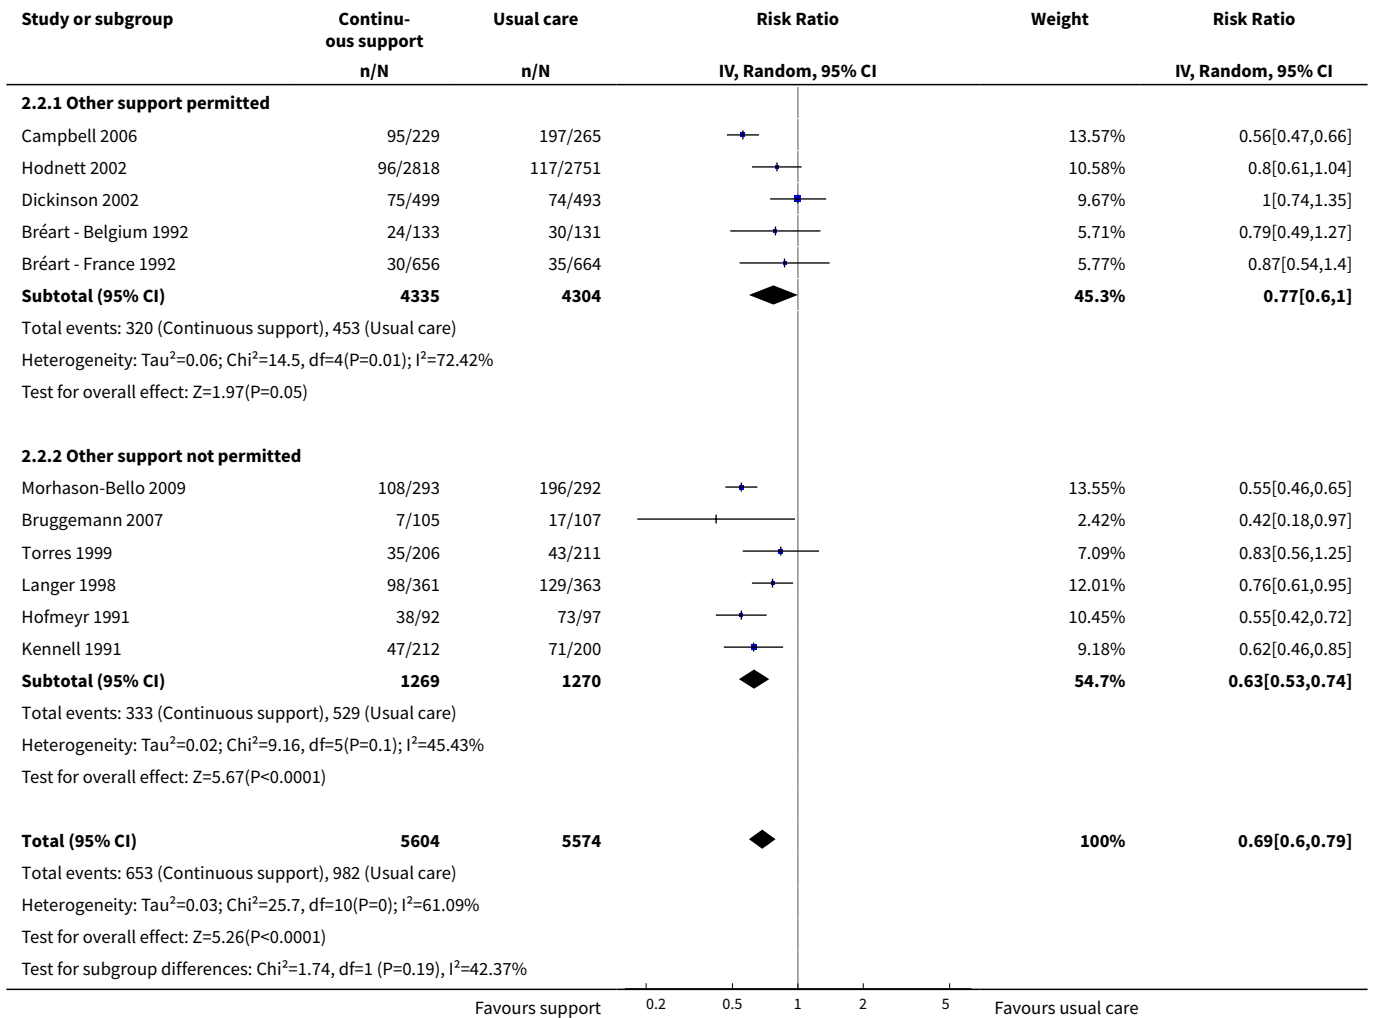 Study or subgroup Continu- Usual care Risk Ratio Weight Risk Ratio
ous support
n/N n/N IV, Random, 95% CI IV, Random, 95% CI
2.2.1 Other support permitted
Campbell 2006 95/229 197/265 13.57% 0.56[0.47,0.66]
Hodnett 2002 96/2818 117/2751 10.58% 0.8[0.61,1.04]
Dickinson 2002 75/499 74/493 9.67% 1[0.74,1.35]
Bréart - Belgium 1992 24/133 30/131 5.71% 0.79[0.49,1.27]
Bréart - France 1992 30/656 35/664 5.77% 0.87[0.54,1.4]
Subtotal (95% CI) 4335 4304 45.3% 0.77[0.6,1]
Total events: 320 (Continuous support), 453 (Usual care)
Heterogeneity: Tau²=0.06; Chi²=14.5, df=4(P=0.01); I²=72.42%
Test for overall effect: Z=1.97(P=0.05)
2.2.2 Other support not permitted
Morhason-Bello 2009 108/293 196/292 13.55% 0.55[0.46,0.65]
Bruggemann 2007 7/105 17/107 2.42% 0.42[0.18,0.97]
Torres 1999 35/206 43/211 7.09% 0.83[0.56,1.25]
Langer 1998 98/361 129/363 12.01% 0.76[0.61,0.95]
Hofmeyr 1991 38/92 73/97 10.45% 0.55[0.42,0.72]
Kennell 1991 47/212 71/200 9.18% 0.62[0.46,0.85]
Subtotal (95% CI) 1269 1270 54.7% 0.63[0.53,0.74]
Total events: 333 (Continuous support), 529 (Usual care)
Heterogeneity: Tau²=0.02; Chi²=9.16, df=5(P=0.1); I²=45.43%
Test for overall effect: Z=5.67(P<0.0001)
Total (95% CI) 5604 5574 100% 0.69[0.6,0.79]
Total events: 653 (Continuous support), 982 (Usual care)
Heterogeneity: Tau²=0.03; Chi²=25.7, df=10(P=0); I²=61.09%
Test for overall effect: Z=5.26(P<0.0001)
Test for subgroup differences: Chi²=1.74, df=1 (P=0.19), I²=42.37%
Favours support 0.2 0.5 1 2 5 Favours usual care